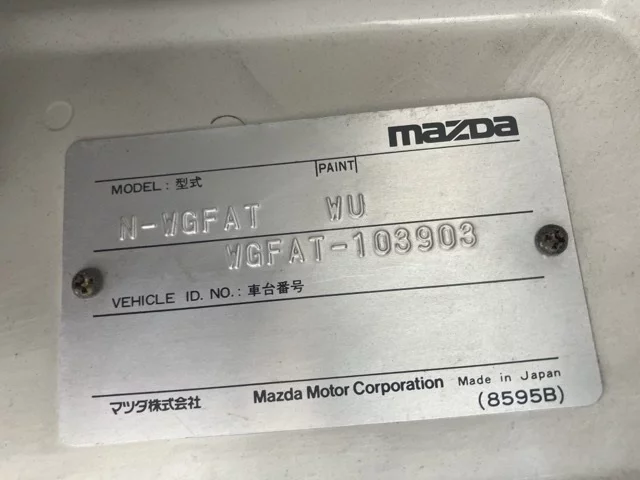 mazda
MODEL: 型式 PAINT
N-WGFAT WU
WGFAT-103903
VEHICLE ID. NO.: 車台番号
マツダ株式会社 Mazda Motor Corporation Made in Japan
(8595B)